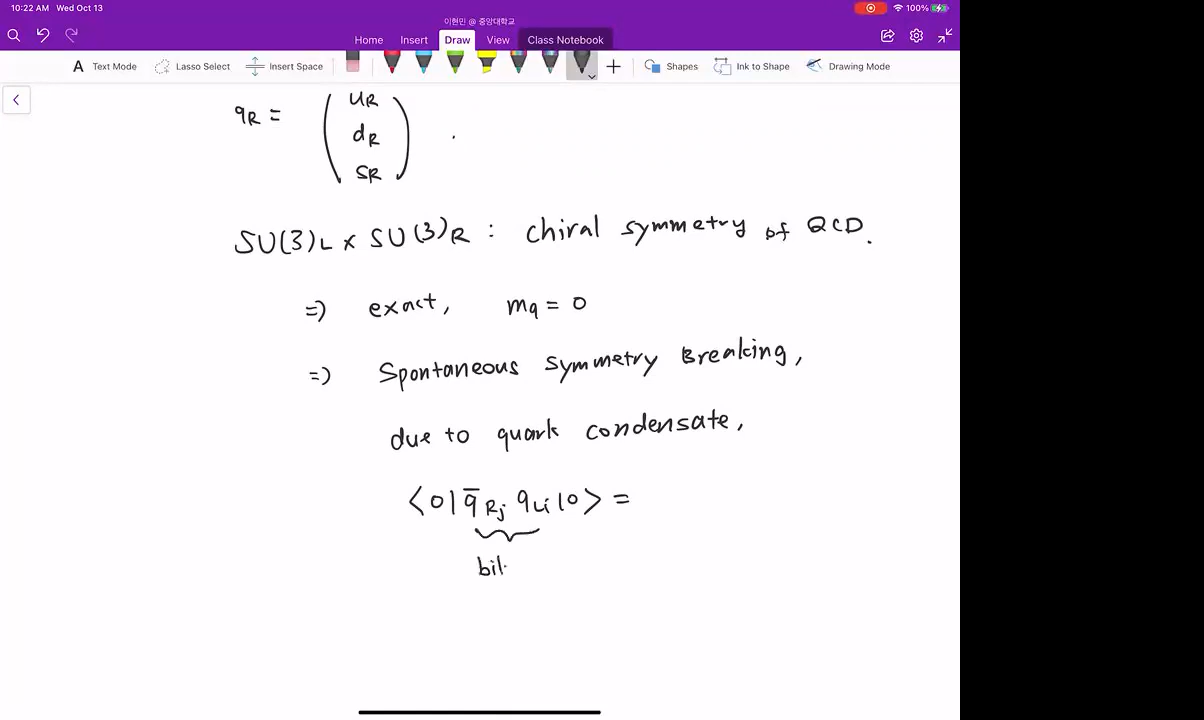 10:22 AM Wed Oct 13
100%
이현민 @ 중앙대학교
Home Insert Draw View Class Notebook
A Text Mode Lasso Select Insert Space Shapes Ink to Shape Drawing Mode
q_R = ( u_R
d_R
s_R ) .
SU(3)_L × SU(3)_R : chiral symmetry of QCD.
=> exact, m_q = 0
=> Spontaneous symmetry Breaking,
due to quark condensate,
<0| q̄_Rj q_Li |0> =
bil